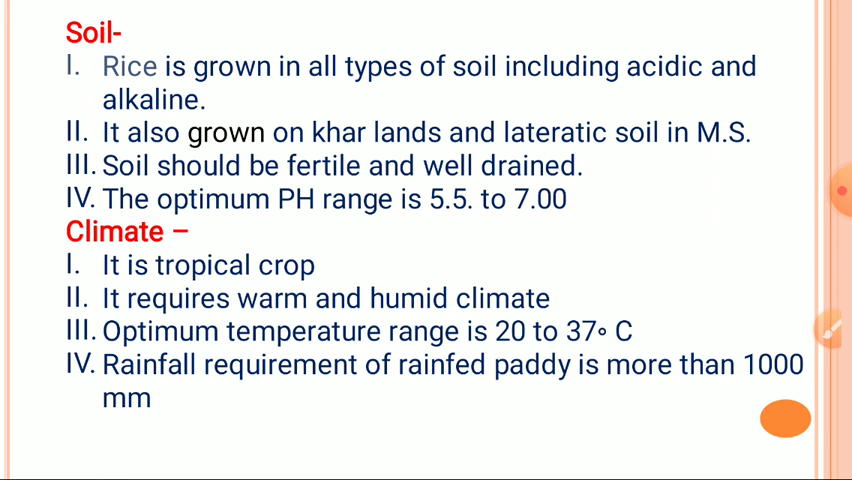 Soil-
I. Rice is grown in all types of soil including acidic and
alkaline.
II. It also grown on khar lands and lateratic soil in M.S.
III. Soil should be fertile and well drained.
IV. The optimum PH range is 5.5. to 7.00
Climate –
I. It is tropical crop
II. It requires warm and humid climate
III. Optimum temperature range is 20 to 37∘ C
IV. Rainfall requirement of rainfed paddy is more than 1000
mm